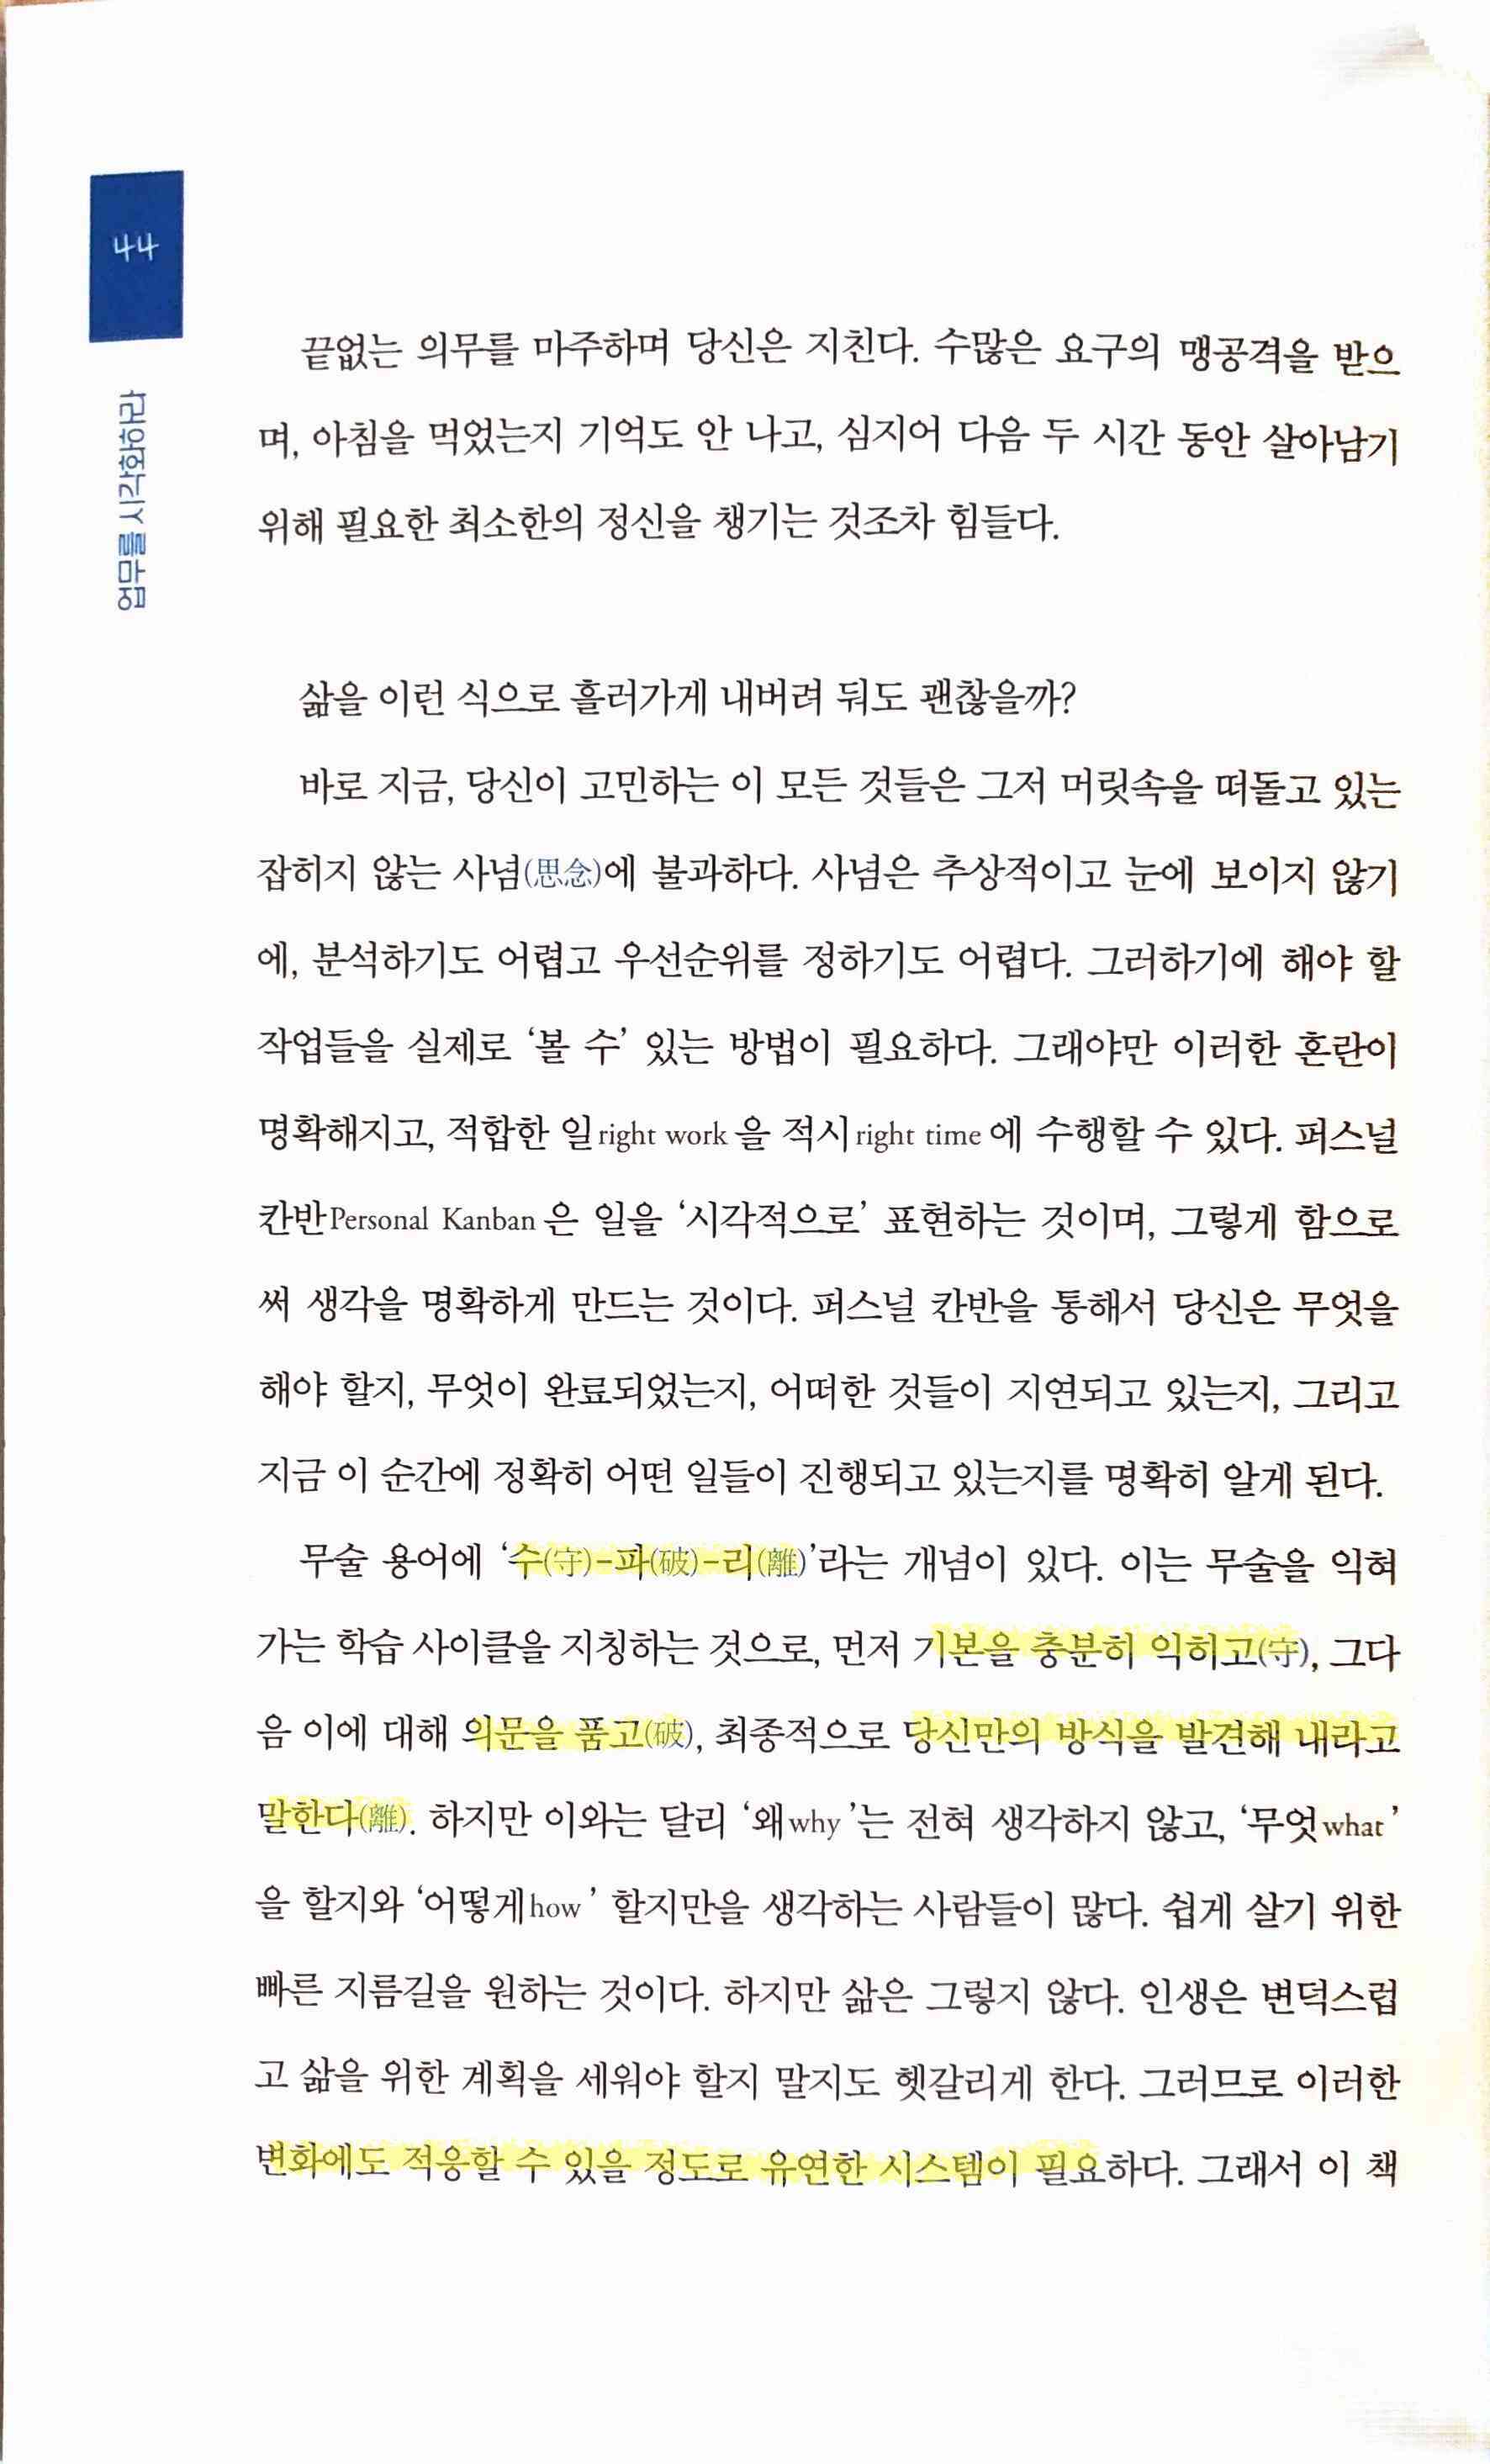 44
업무를 시각화하라
끝없는 의무를 마주하며 당신은 지친다. 수많은 요구의 맹공격을 받으
며, 아침을 먹었는지 기억도 안 나고, 심지어 다음 두 시간 동안 살아남기
위해 필요한 최소한의 정신을 챙기는 것조차 힘들다.
삶을 이런 식으로 흘러가게 내버려 둬도 괜찮을까?
바로 지금, 당신이 고민하는 이 모든 것들은 그저 머릿속을 떠돌고 있는
잡히지 않는 사념(思念)에 불과하다. 사념은 추상적이고 눈에 보이지 않기
에, 분석하기도 어렵고 우선순위를 정하기도 어렵다. 그러하기에 해야 할
작업들을 실제로 ‘볼 수’ 있는 방법이 필요하다. 그래야만 이러한 혼란이
명확해지고, 적합한 일right work을 적시right time에 수행할 수 있다. 퍼스널
칸반Personal Kanban은 일을 ‘시각적으로’ 표현하는 것이며, 그렇게 함으로
써 생각을 명확하게 만드는 것이다. 퍼스널 칸반을 통해서 당신은 무엇을
해야 할지, 무엇이 완료되었는지, 어떠한 것들이 지연되고 있는지, 그리고
지금 이 순간에 정확히 어떤 일들이 진행되고 있는지를 명확히 알게 된다.
무술 용어에 ‘수(守)-파(破)-리(離)’라는 개념이 있다. 이는 무술을 익혀
가는 학습 사이클을 지칭하는 것으로, 먼저 기본을 충분히 익히고(守), 그다
음 이에 대해 의문을 품고(破), 최종적으로 당신만의 방식을 발견해 내라고
말한다(離). 하지만 이와는 달리 ‘왜why’는 전혀 생각하지 않고, ‘무엇what’
을 할지와 ‘어떻게how’ 할지만을 생각하는 사람들이 많다. 쉽게 살기 위한
빠른 지름길을 원하는 것이다. 하지만 삶은 그렇지 않다. 인생은 변덕스럽
고 삶을 위한 계획을 세워야 할지 말지도 헷갈리게 한다. 그러므로 이러한
변화에도 적응할 수 있을 정도로 유연한 시스템이 필요하다. 그래서 이 책